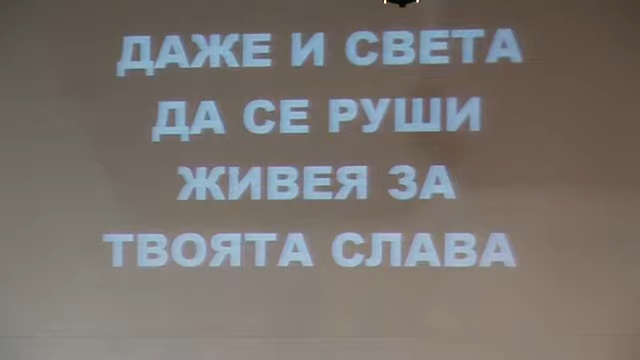 ДАЖЕ И СВЕТА
ДА СЕ РУШИ
ЖИВЕЯ ЗА
ТВОЯТА СЛАВА